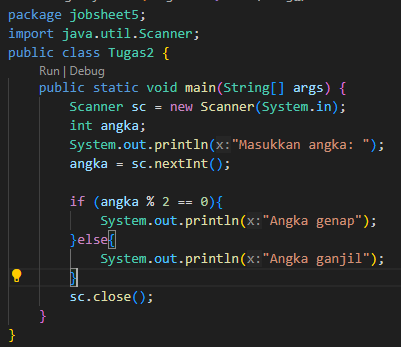 package jobsheet5;
import java.util.Scanner;
public class Tugas2 {
Run | Debug
public static void main(String[] args) {
Scanner sc = new Scanner(System.in);
int angka;
System.out.println(x:"Masukkan angka: ");
angka = sc.nextInt();
if (angka % 2 == 0){
System.out.println(x:"Angka genap");
}else{
System.out.println(x:"Angka ganjil");
}
sc.close();
}
}